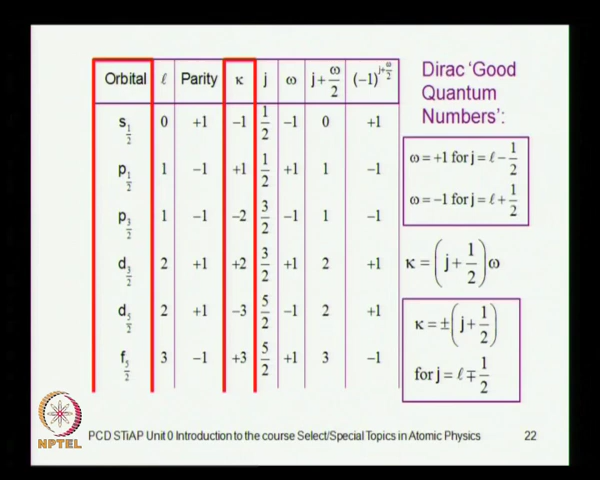 Orbital ℓ Parity κ j ω j+ω/2 (−1)^(j+ω/2)
s1/2 0 +1 −1 1/2 −1 0 +1
p1/2 1 −1 +1 1/2 +1 1 −1
p3/2 1 −1 −2 3/2 −1 1 −1
d3/2 2 +1 +2 3/2 +1 2 +1
d5/2 2 +1 −3 5/2 −1 2 +1
f5/2 3 −1 +3 5/2 +1 3 −1
Dirac ‘Good
Quantum
Numbers’:
ω = +1 for j = ℓ − 1/2
ω = −1 for j = ℓ + 1/2
κ = (j + 1/2) ω
κ = ±(j + 1/2)
for j = ℓ ∓ 1/2
NPTEL
PCD STiAP Unit 0 Introduction to the course Select/Special Topics in Atomic Physics 22